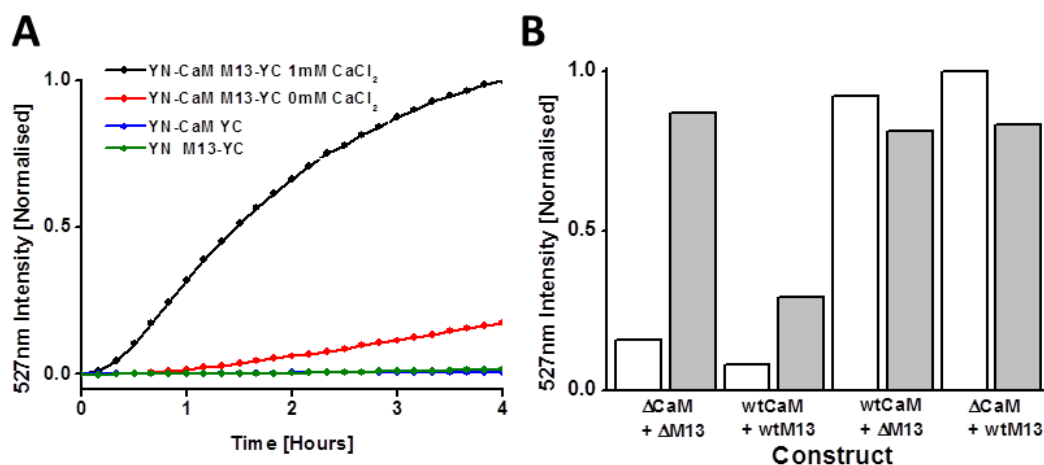 A
YN-CaM M13-YC 1mM CaCl2
YN-CaM M13-YC 0mM CaCl2
YN-CaM YC
YN M13-YC
527nm Intensity [Normalised]
1.0
0.5
0.0
0 1 2 3 4
Time [Hours]
B
527nm Intensity [Normalised]
1.0
0.5
0.0
ΔCaM + ΔM13
wtCaM + wtM13
wtCaM + ΔM13
ΔCaM + wtM13
Construct